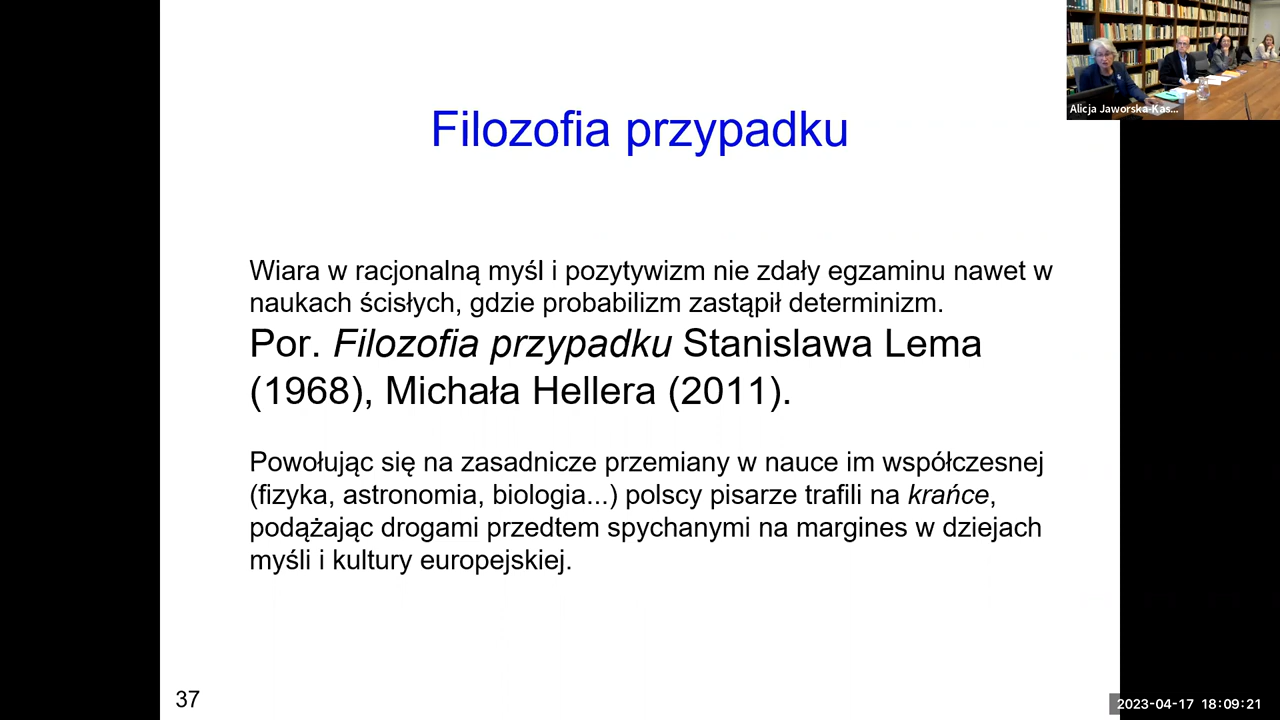 Filozofia przypadku
Wiara w racjonalną myśl i pozytywizm nie zdały egzaminu nawet w
naukach ścisłych, gdzie probabilizm zastąpił determinizm.
Por. Filozofia przypadku Stanislawa Lema
(1968), Michała Hellera (2011).
Powołując się na zasadnicze przemiany w nauce im współczesnej
(fizyka, astronomia, biologia...) polscy pisarze trafili na krańce,
podążając drogami przedtem spychanymi na margines w dziejach
myśli i kultury europejskiej.
37
Alicja Jaworska-Kas...
2023-04-17 18:09:21